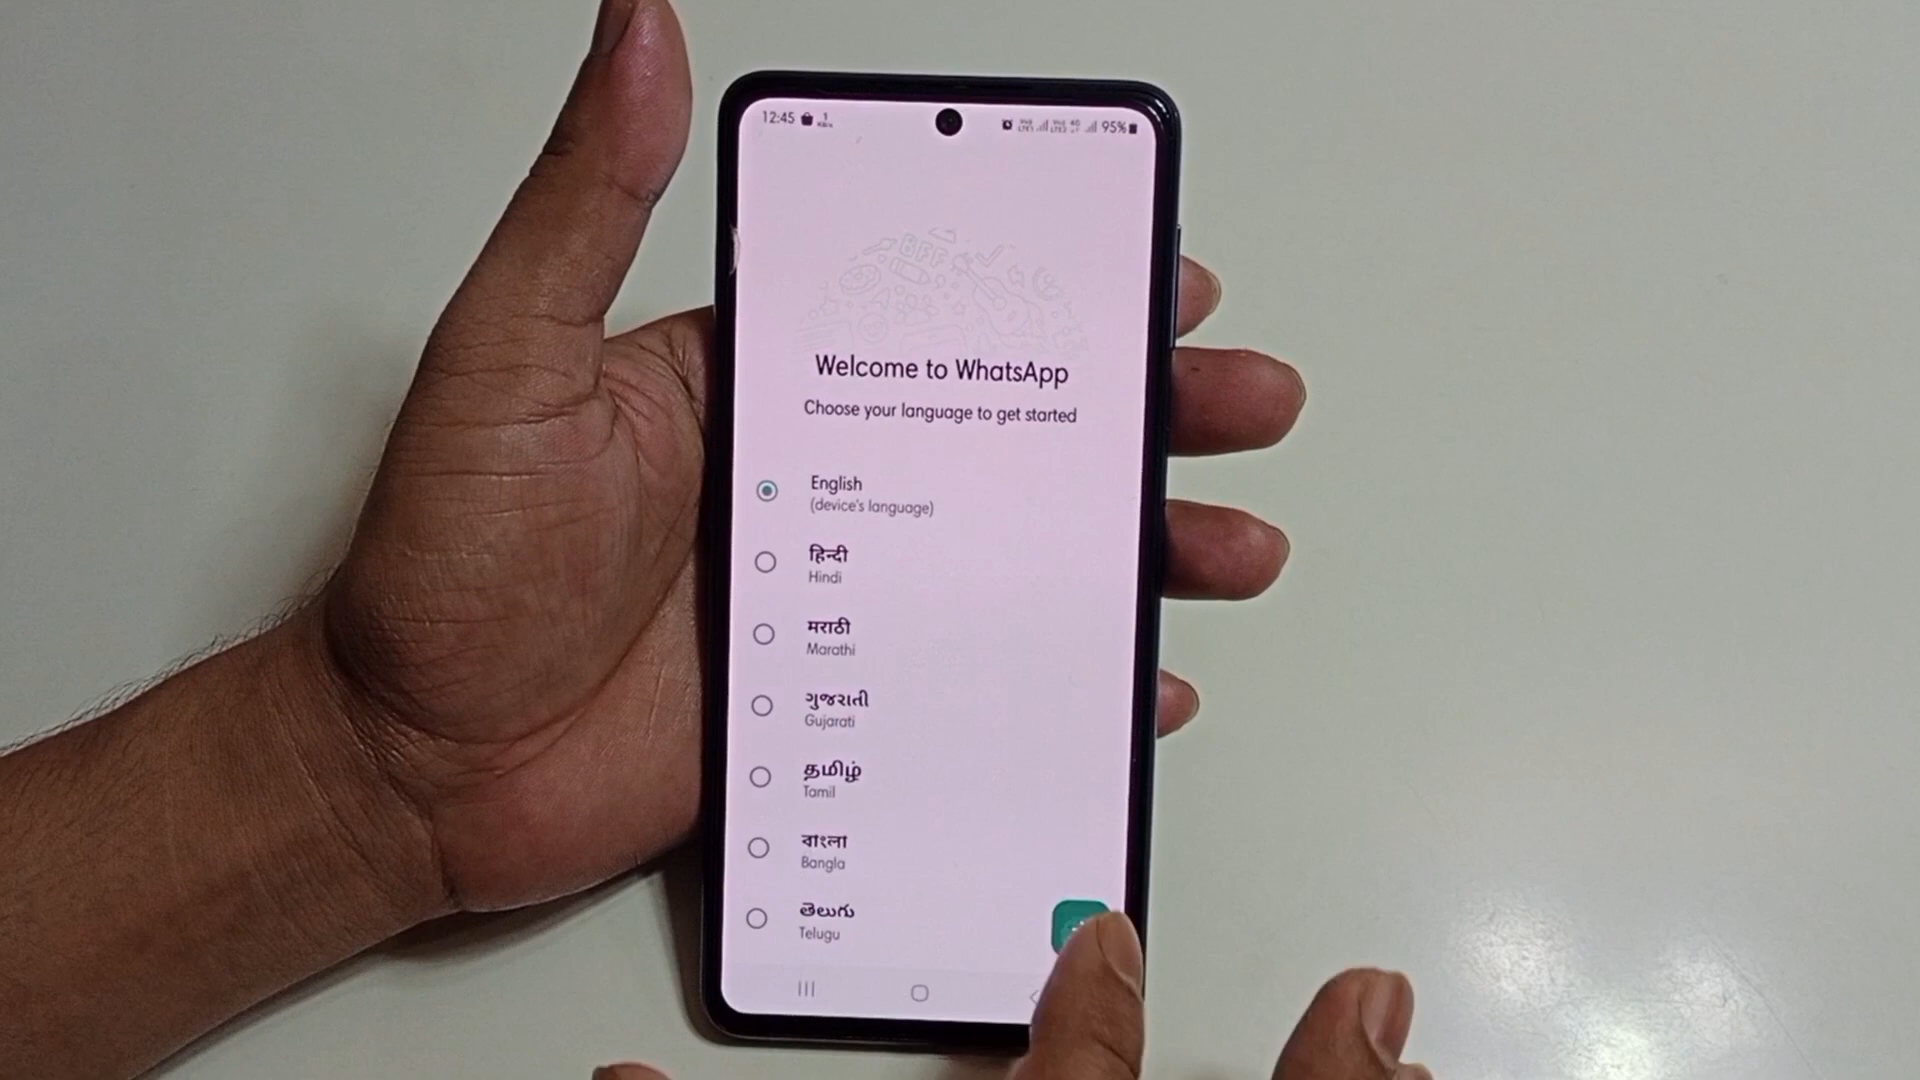 12:45
95%
BFF
Welcome to WhatsApp
Choose your language to get started
English
(device's language)
हिन्दी
Hindi
मराठी
Marathi
ગુજરાતી
Gujarati
தமிழ்
Tamil
বাংলা
Bangla
తెలుగు
Telugu